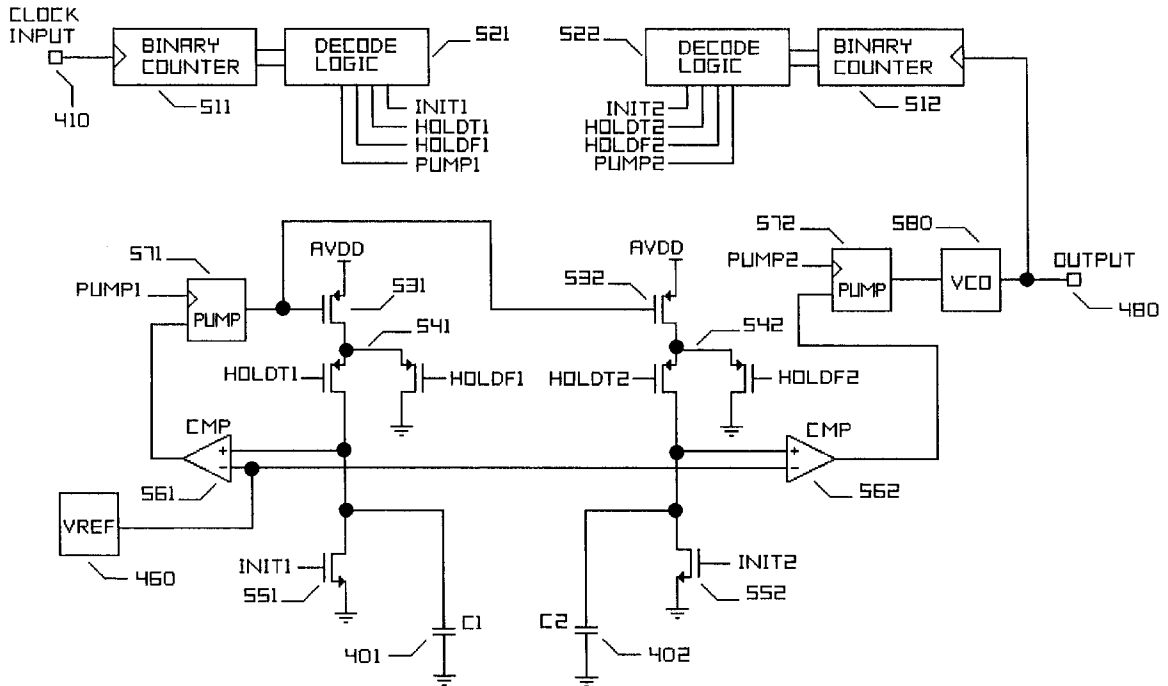 CLOCK
INPUT
410
BINARY
COUNTER
511
DECODE
LOGIC
521
INIT1
HOLDT1
HOLDF1
PUMP1
522
DECODE
LOGIC
BINARY
COUNTER
512
INIT2
HOLDT2
HOLDF2
PUMP2
571
PUMP1
PUMP
AVDD
531
541
HOLDT1
HOLDF1
AVDD
532
542
HOLDT2
HOLDF2
572
PUMP2
PUMP
580
VCO
OUTPUT
480
CMP
+
-
561
CMP
+
-
562
VREF
460
INIT1
551
C1
401
INIT2
552
C2
402